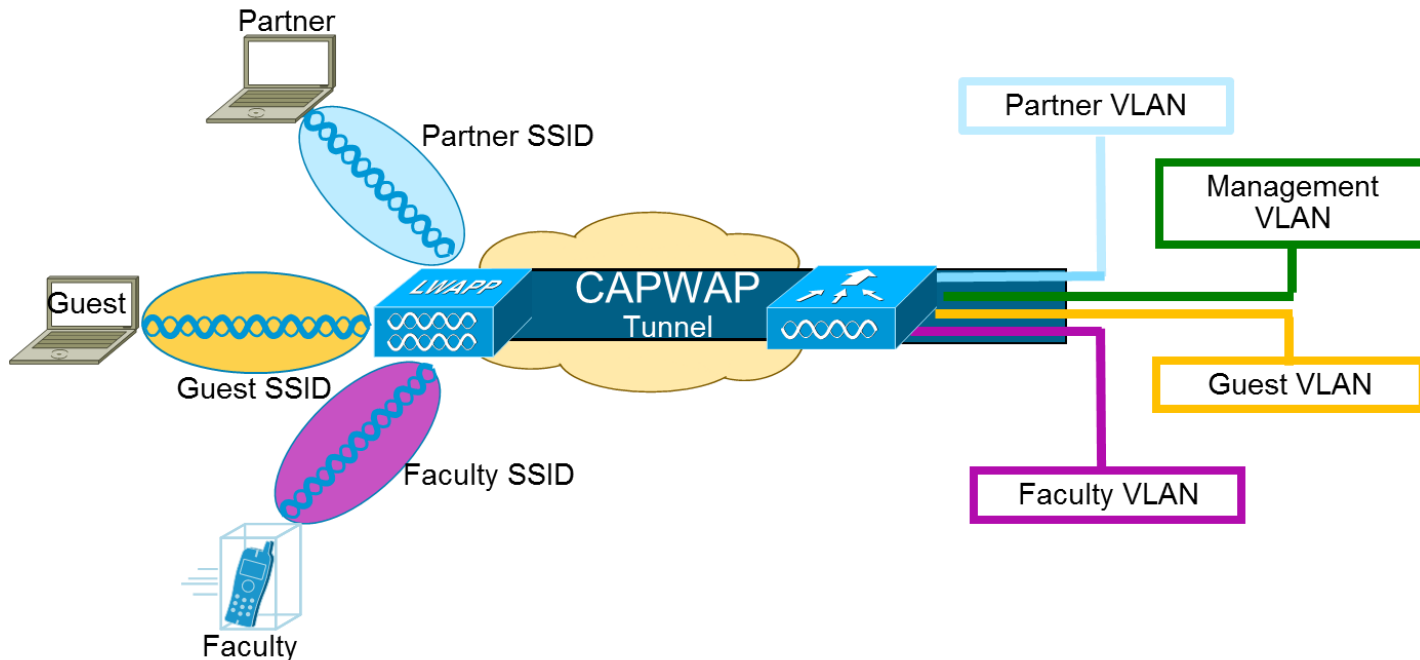 Partner
Partner SSID
Partner VLAN
Management
VLAN
LWAPP
CAPWAP
Tunnel
Guest
Guest SSID
Guest VLAN
Faculty SSID
Faculty VLAN
Faculty